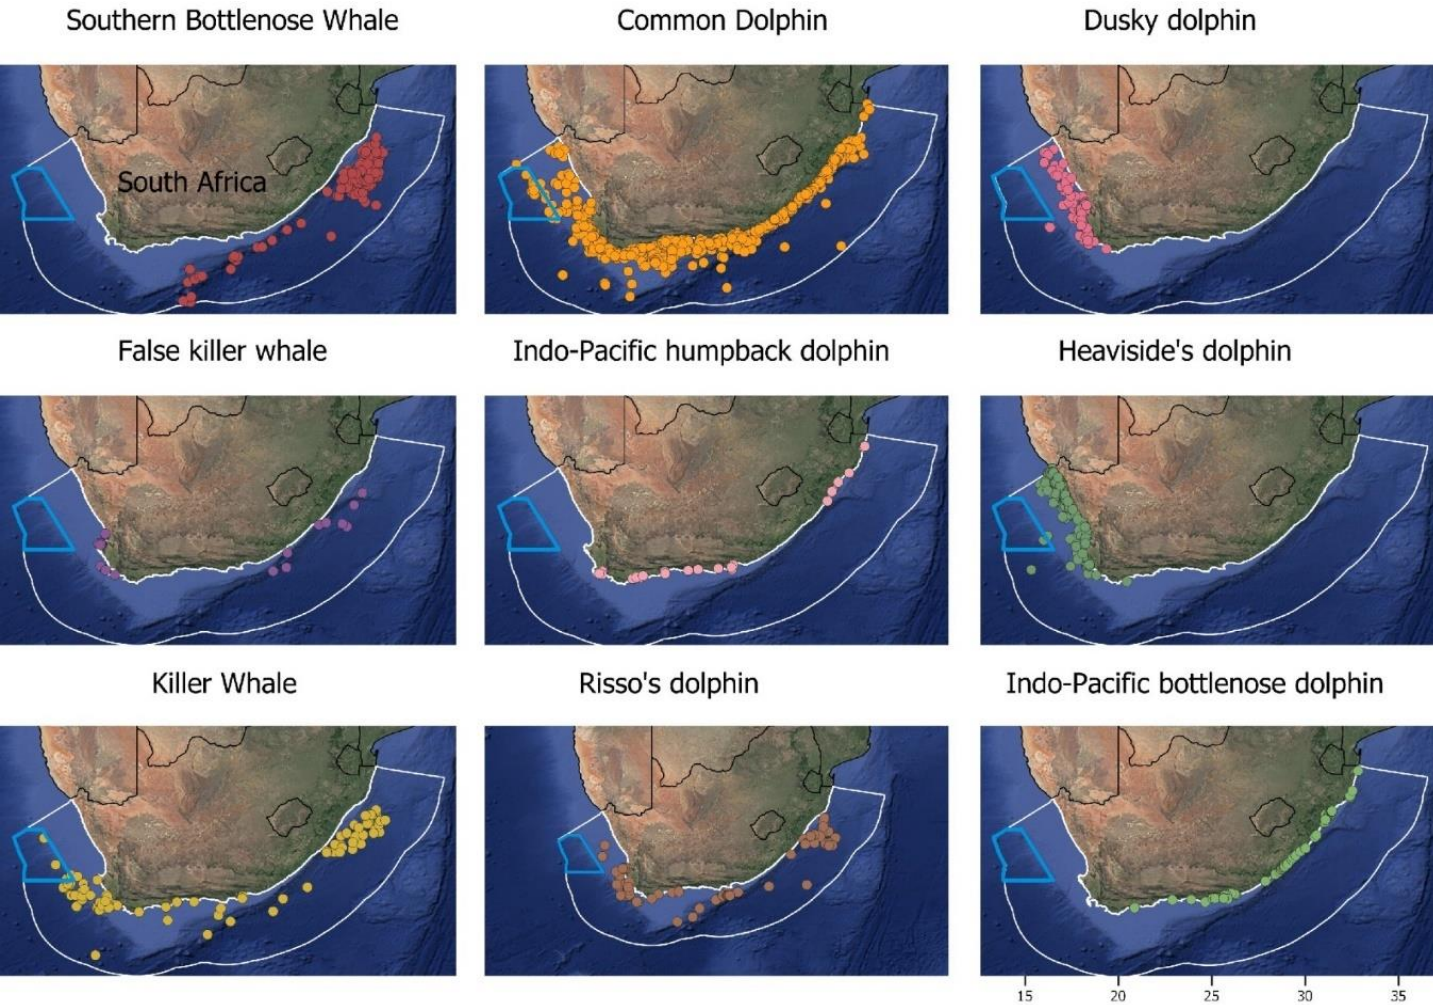 Southern Bottlenose Whale
Common Dolphin
Dusky dolphin
South Africa
False killer whale
Indo-Pacific humpback dolphin
Heaviside's dolphin
Killer Whale
Risso's dolphin
Indo-Pacific bottlenose dolphin
15 20 25 30 35